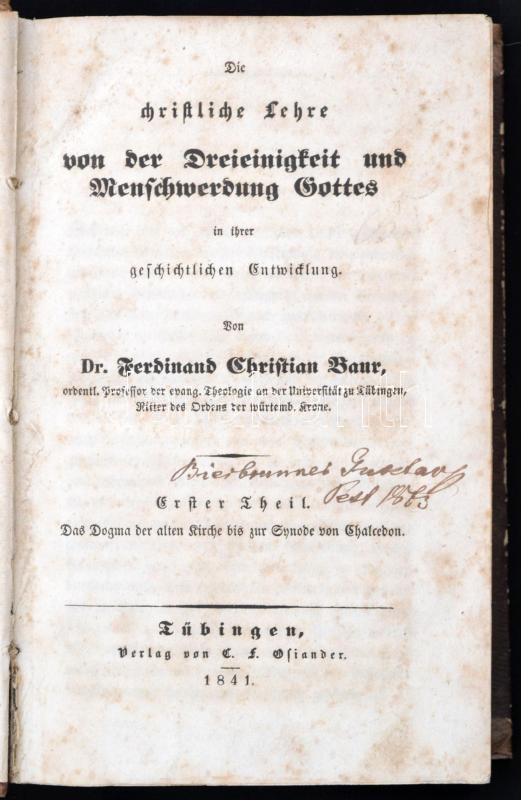 Die
christliche Lehre
von der Dreieinigkeit und
Menschwerdung Gottes
in ihrer
geschichtlichen Entwicklung.
Von
Dr. Ferdinand Christian Baur,
ordentl. Professor der evang. Theologie an der Universität zu Tübingen,
Ritter des Ordens der würtemb. Krone.
Bierbrunner Gusztav
Pest 1863
Erster Theil.
Das Dogma der alten Kirche bis zur Synode von Chalcedon.
Tübingen,
Verlag von C. F. Osiander.
1841.